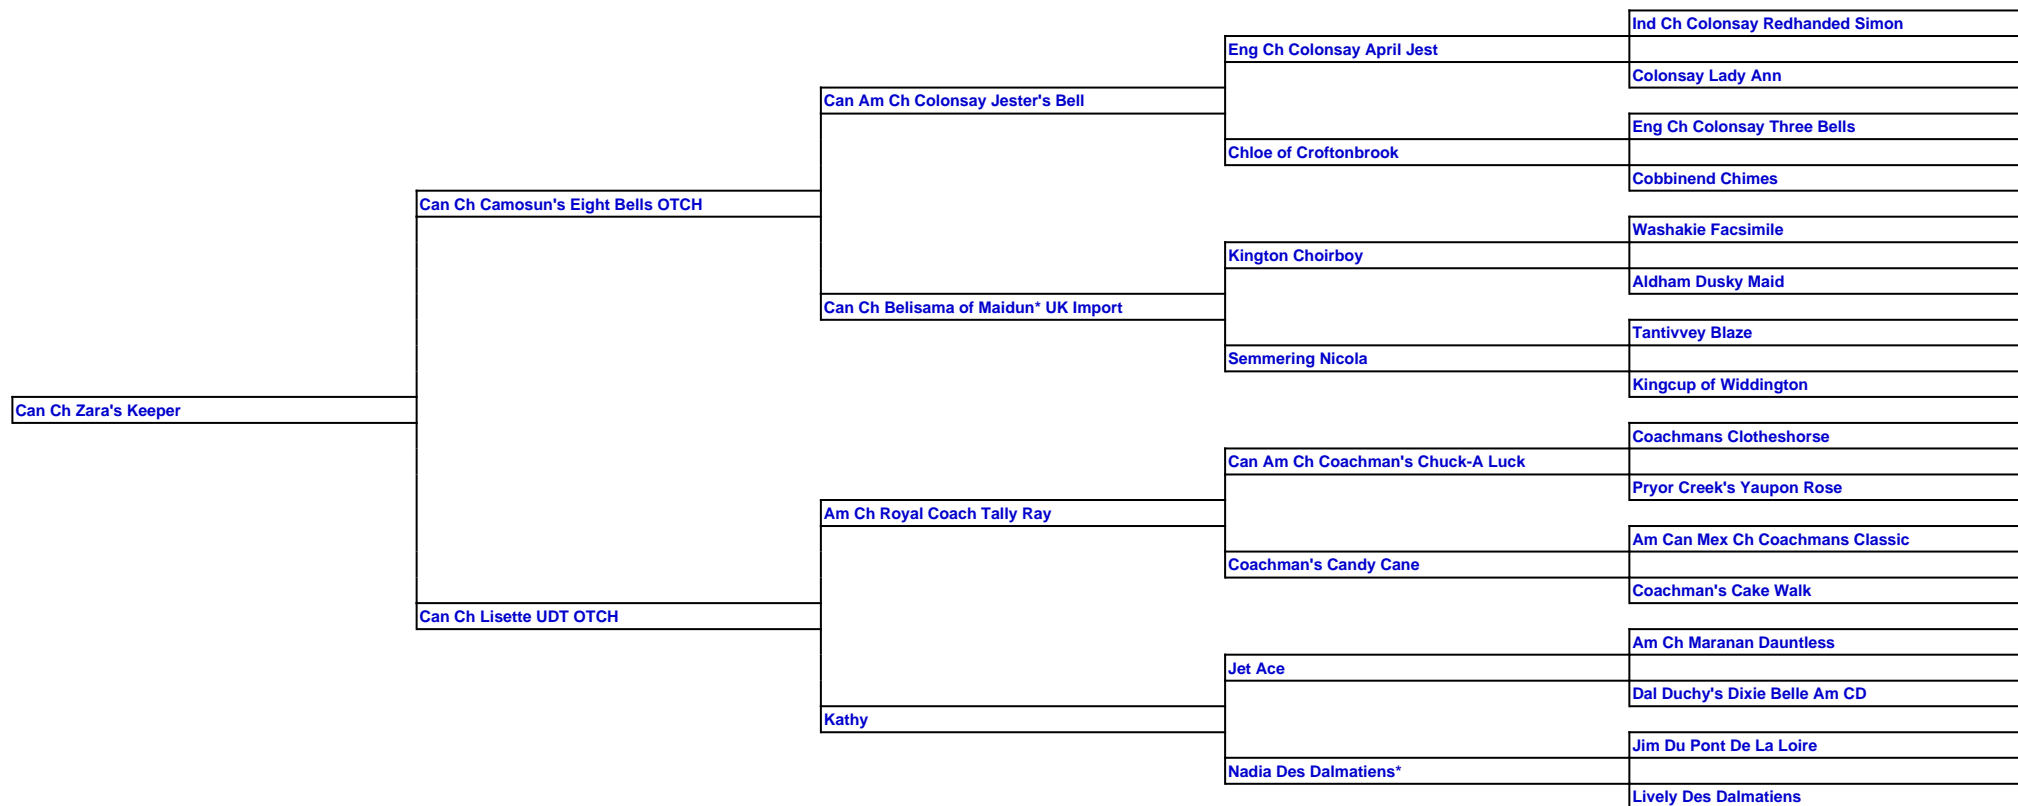 Ind Ch Colonsay Redhanded Simon
Eng Ch Colonsay April Jest
Colonsay Lady Ann
Can Am Ch Colonsay Jester's Bell
Eng Ch Colonsay Three Bells
Chloe of Croftonbrook
Cobbinend Chimes
Can Ch Camosun's Eight Bells OTCH
Washakie Facsimile
Kington Choirboy
Aldham Dusky Maid
Can Ch Belisama of Maidun* UK Import
Tantivvey Blaze
Semmering Nicola
Kingcup of Widdington
Can Ch Zara's Keeper
Coachmans Clotheshorse
Can Am Ch Coachman's Chuck-A Luck
Pryor Creek's Yaupon Rose
Am Ch Royal Coach Tally Ray
Am Can Mex Ch Coachmans Classic
Coachman's Candy Cane
Coachman's Cake Walk
Can Ch Lisette UDT OTCH
Am Ch Maranan Dauntless
Jet Ace
Dal Duchy's Dixie Belle Am CD
Kathy
Jim Du Pont De La Loire
Nadia Des Dalmatiens*
Lively Des Dalmatiens